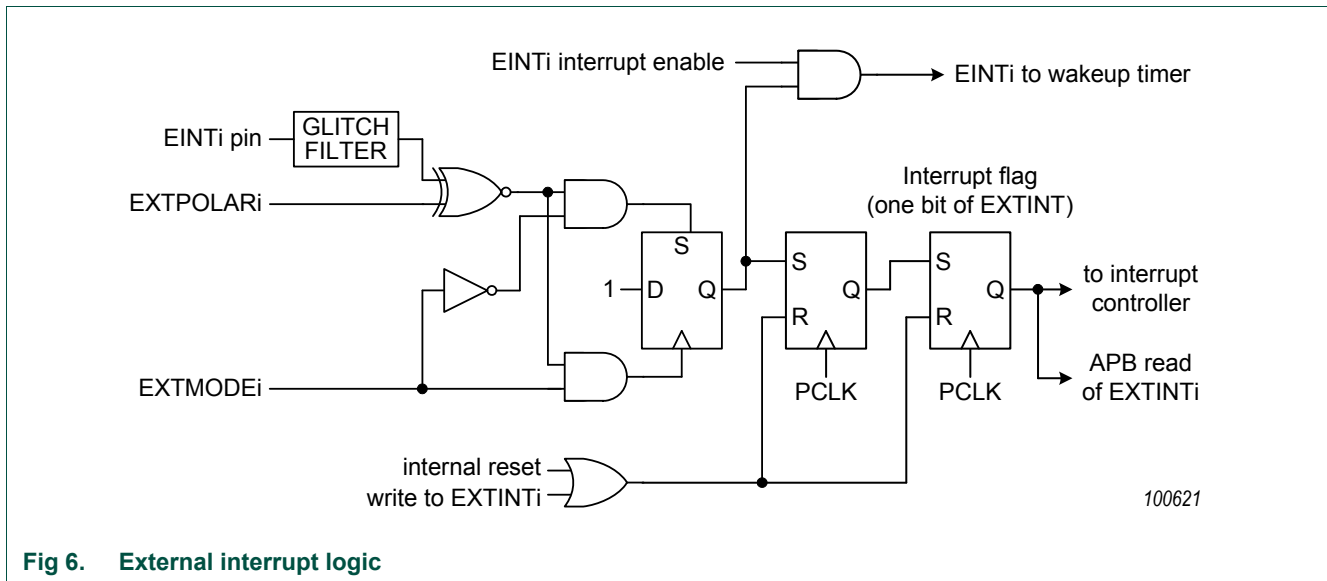 EINTi interrupt enable
EINTi to wakeup timer
EINTi pin
GLITCH
FILTER
EXTPOLARi
Interrupt flag
(one bit of EXTINT)
S
1
D
Q
S
R
Q
S
R
Q
to interrupt
controller
EXTMODEi
PCLK
PCLK
APB read
of EXTINTi
internal reset
write to EXTINTi
100621
Fig 6. External interrupt logic